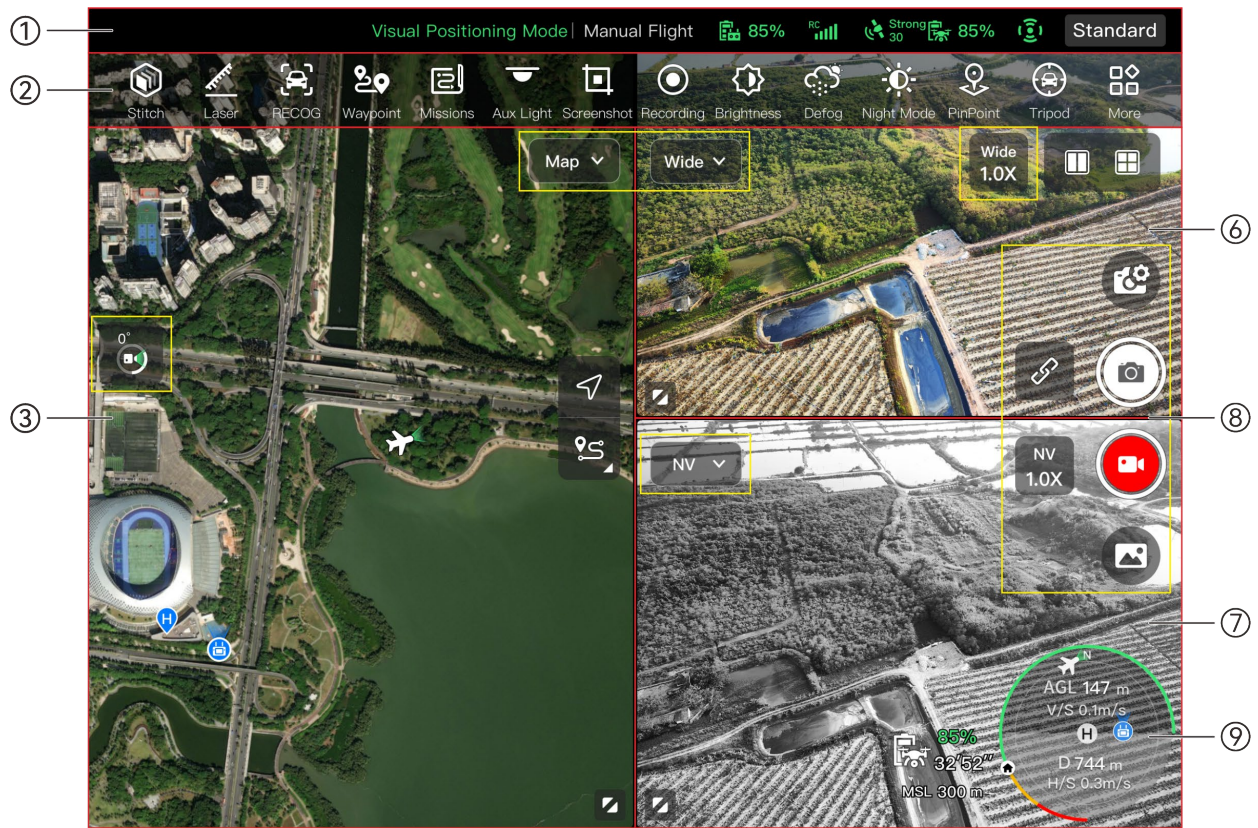 ①
Visual Positioning Mode | Manual Flight 85% RC Strong 30 85% Standard
②
Stitch Laser RECOG Waypoint Missions Aux Light Screenshot Recording Brightness Defog Night Mode PinPoint Tripod More
Map Wide Wide
1.0X
⑥
0°
③
⑧
NV NV
1.0X
H
⑦
N
AGL 147 m
V/S 0.1m/s
H
⑨
85%
32'52"
D 744 m
H/S 0.3m/s
MSL 300 m